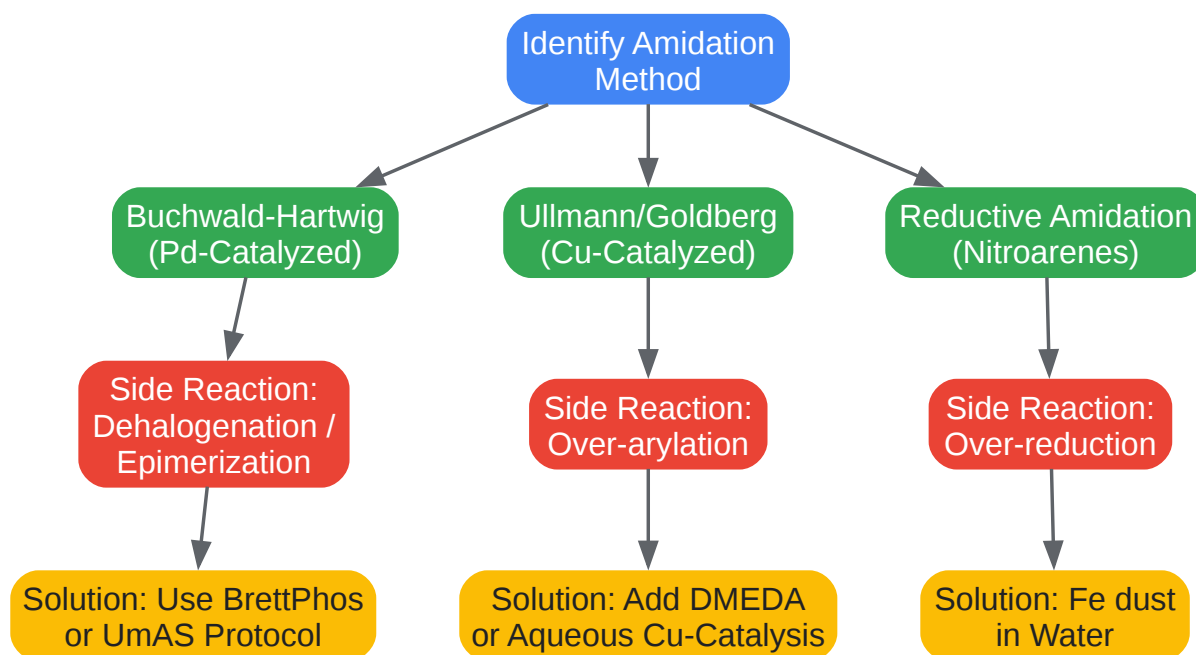 Identify Amidation
Method
Buchwald-Hartwig
(Pd-Catalyzed)
Ullmann/Goldberg
(Cu-Catalyzed)
Reductive Amidation
(Nitroarenes)
Side Reaction:
Dehalogenation /
Epimerization
Side Reaction:
Over-arylation
Side Reaction:
Over-reduction
Solution: Use BrettPhos
or UmAS Protocol
Solution: Add DMEDA
or Aqueous Cu-Catalysis
Solution: Fe dust
in Water